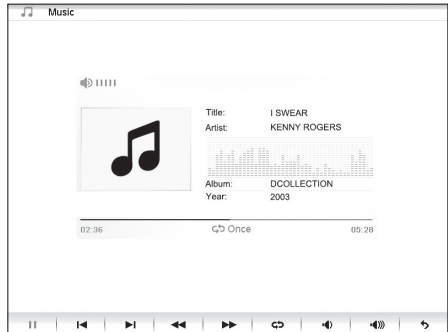 Music
Title: I SWEAR
Artist: KENNY ROGERS
Album: DCOLLECTION
Year: 2003
02:36 Once 05:28